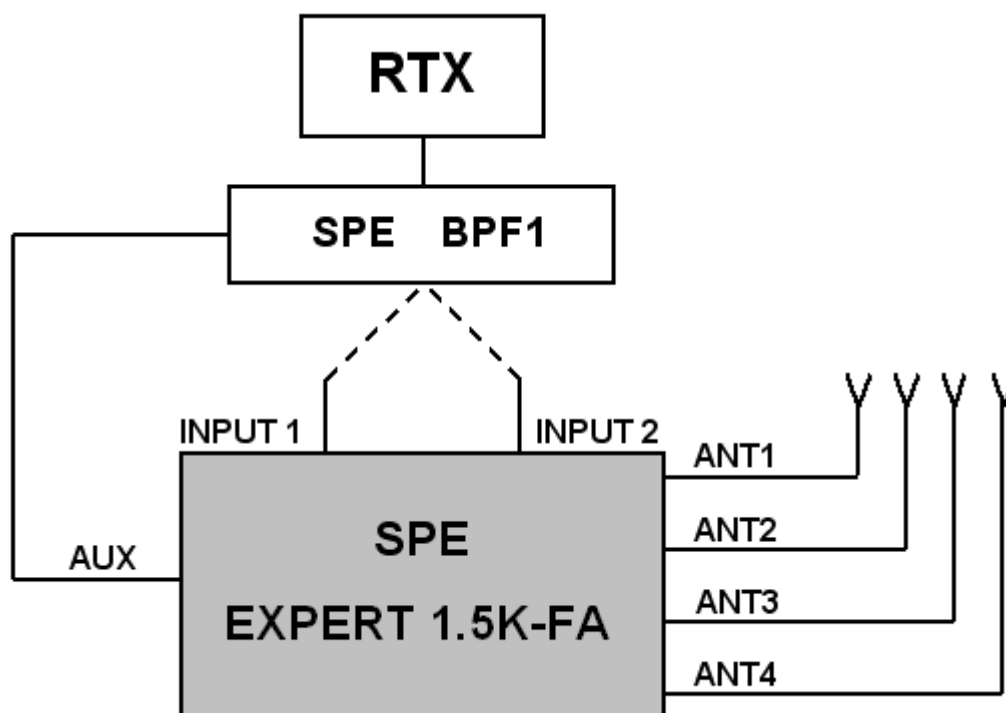 RTX
SPE BPF1
INPUT 1
INPUT 2
ANT1
SPE
ANT2
AUX
EXPERT 1.5K-FA
ANT3
ANT4